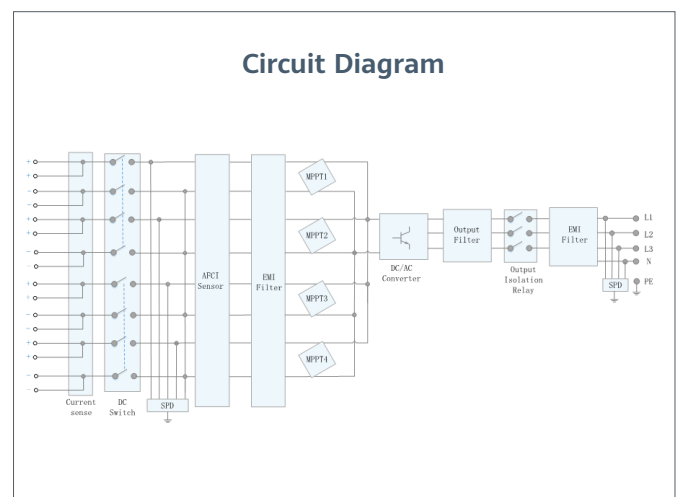 Circuit Diagram
+
+
-
-
+
+
-
-
+
+
-
-
+
+
-
-
Current
sense
DC
Switch
SPD
AFCI
Sensor
EMI
Filter
MPPT1
MPPT2
MPPT3
MPPT4
DC/AC
Converter
Output
Filter
Output
Isolation
Relay
EMI
Filter
SPD
L1
L2
L3
N
PE